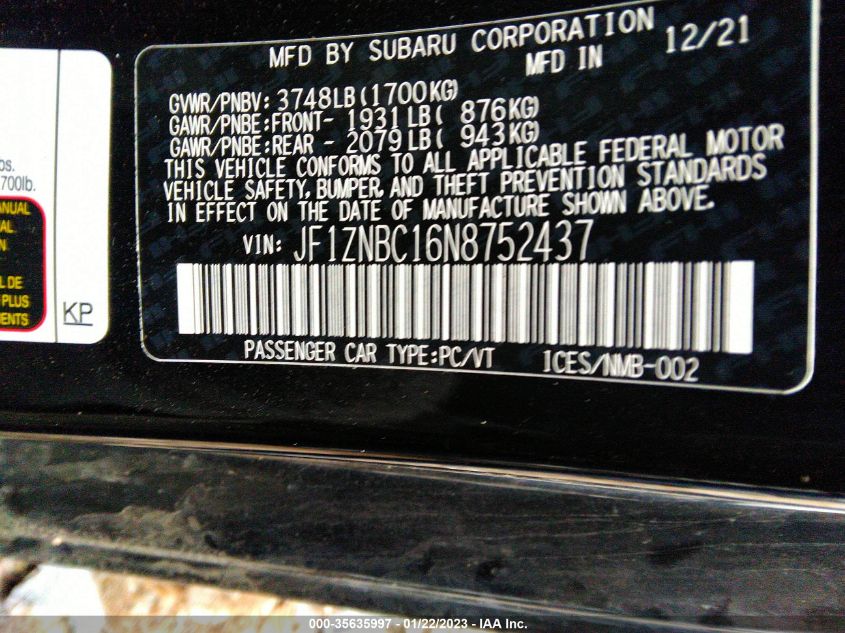 MFD BY SUBARU CORPORATION 12/21
MFD IN
GVWR/PNBV: 3748LB(1700KG)
GAWR/PNBE:FRONT- 1931LB( 876KG)
GAWR/PNBE:REAR - 2079LB( 943KG)
THIS VEHICLE CONFORMS TO ALL APPLICABLE FEDERAL MOTOR
VEHICLE SAFETY, BUMPER, AND THEFT PREVENTION STANDARDS
IN EFFECT ON THE DATE OF MANUFACTURE SHOWN ABOVE.
VIN: JF1ZNBC16N8752437
PASSENGER CAR TYPE:PC/VT ICES/NMB-002
700lb.
L DE
PLUS
KP
000-35635997 - 01/22/2023 - IAA Inc.